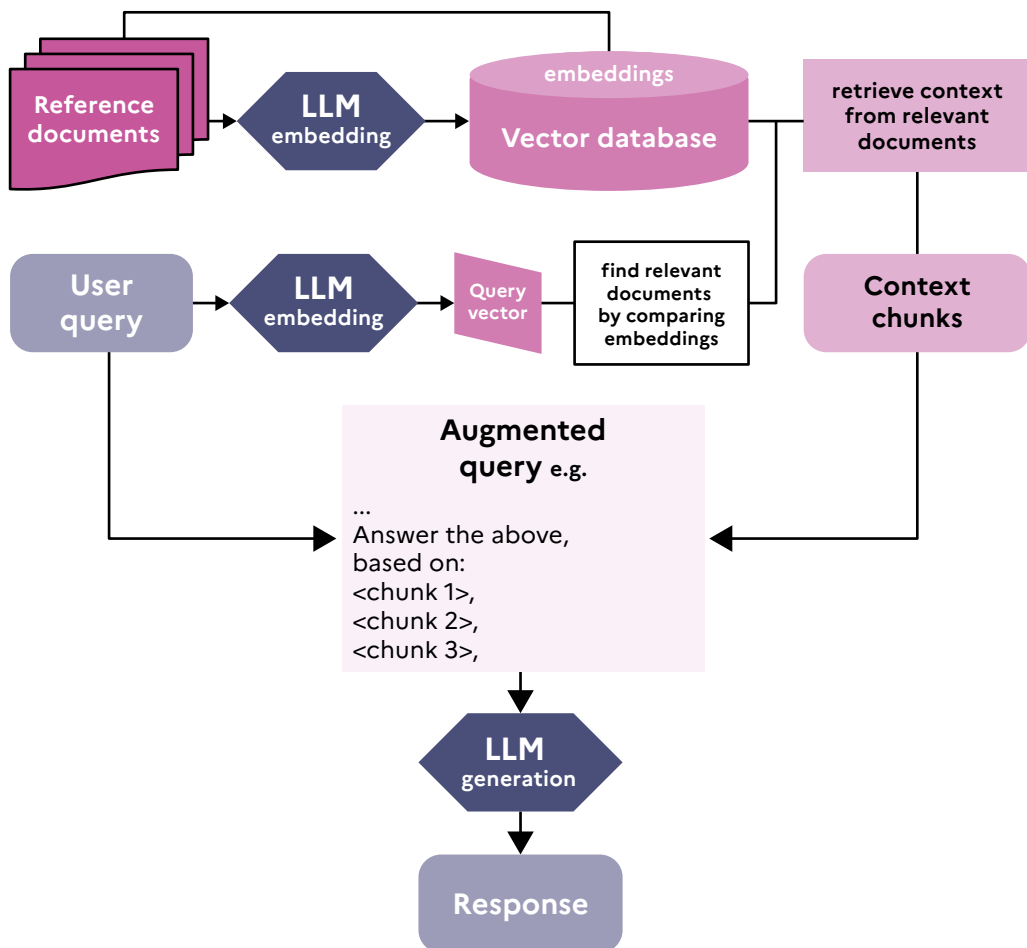 Reference
documents
LLM
embedding
embeddings
Vector database
retrieve context
from relevant
documents
User
query
LLM
embedding
Query
vector
find relevant
documents
by comparing
embeddings
Context
chunks
Augmented
query e.g.
...
Answer the above,
based on:
<chunk 1>,
<chunk 2>,
<chunk 3>,
LLM
generation
Response